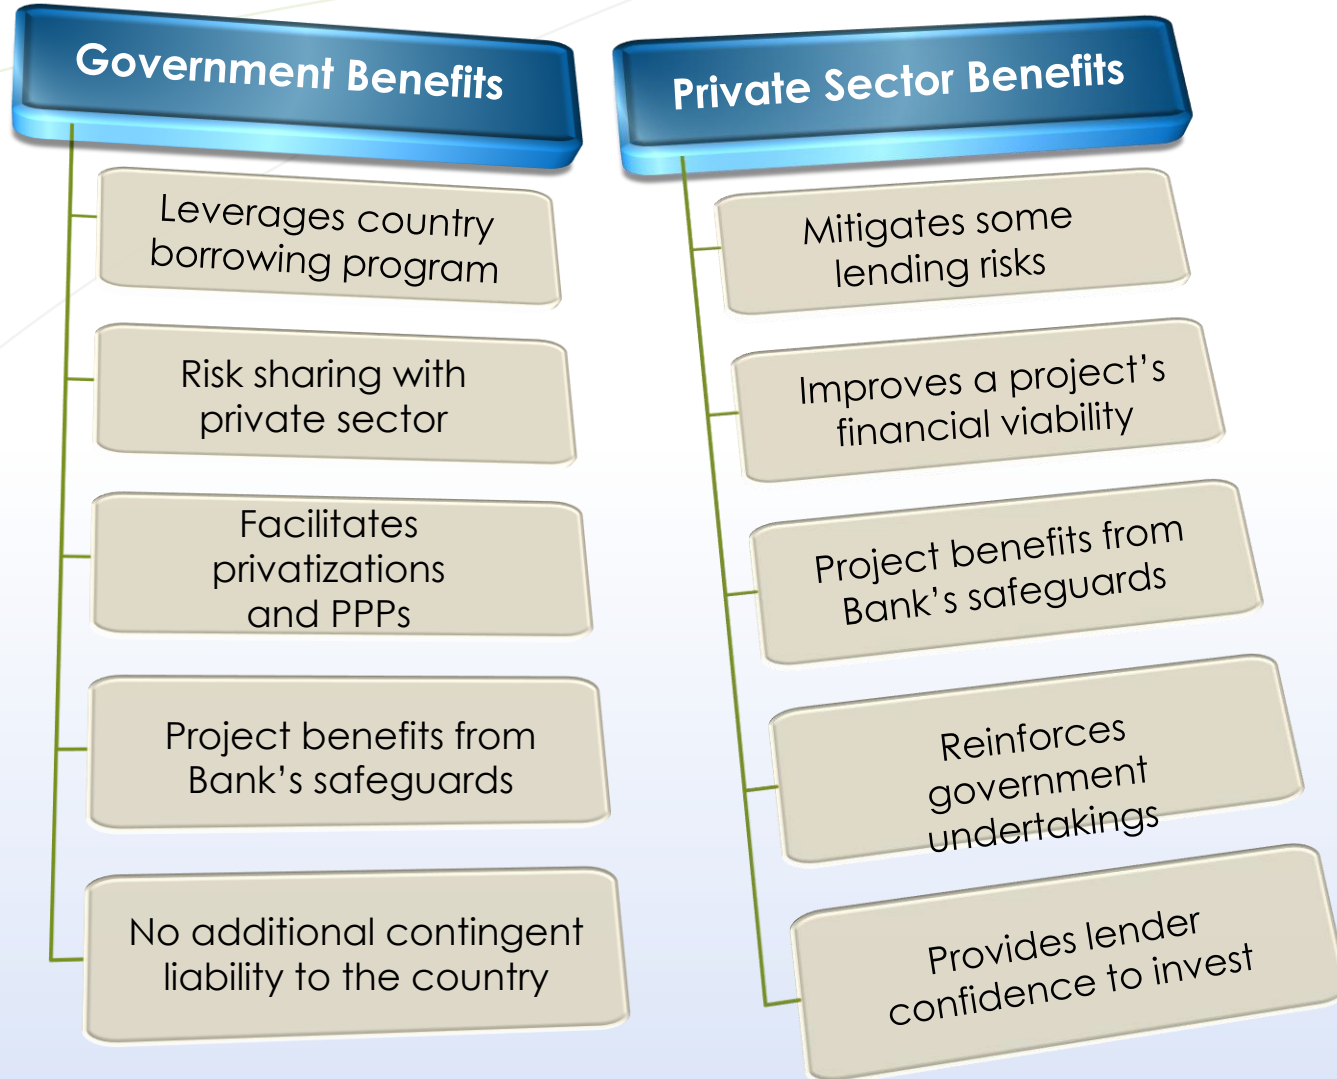 Government Benefits
Leverages country
borrowing program
Risk sharing with
private sector
Facilitates
privatizations
and PPPs
Project benefits from
Bank’s safeguards
No additional contingent
liability to the country
Private Sector Benefits
Mitigates some
lending risks
Improves a project’s
financial viability
Project benefits from
Bank’s safeguards
Reinforces
government
undertakings
Provides lender
confidence to invest